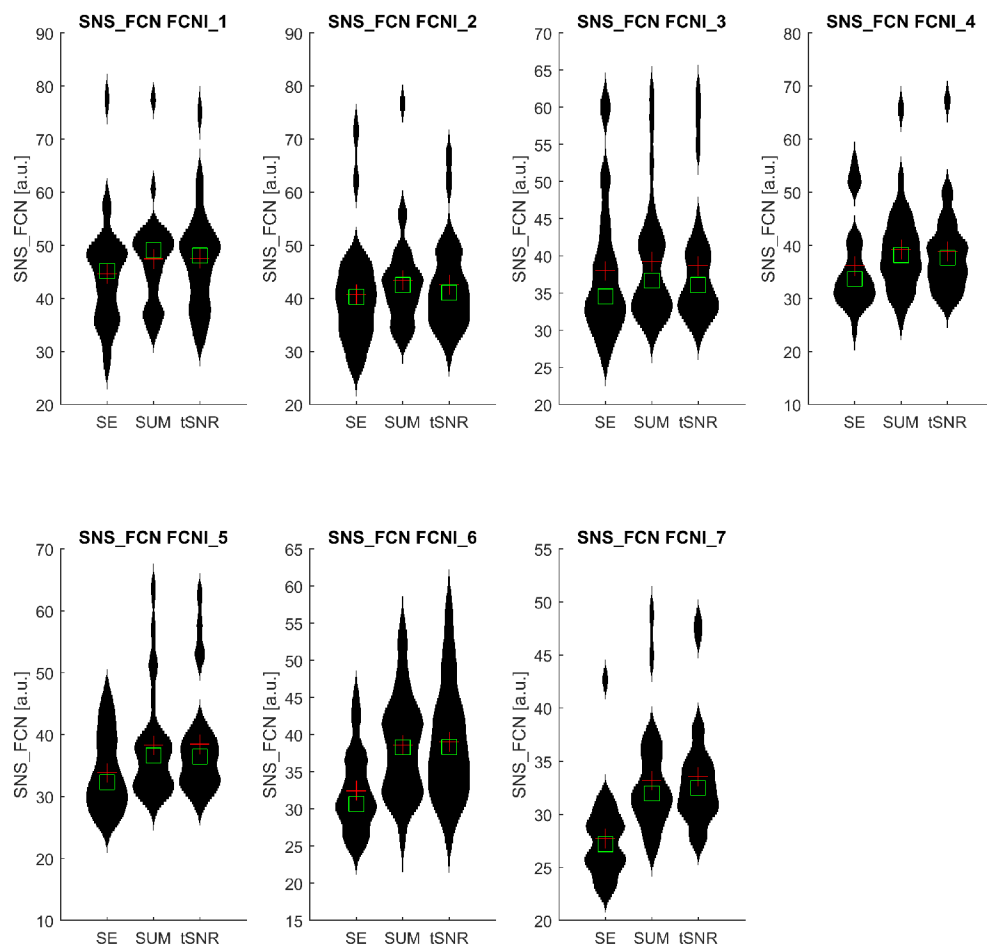 SNS_FCN FCNI_1
90
80
70
60
50
40
30
20
SNS_FCN [a.u.]
SE SUM tSNR
SNS_FCN FCNI_2
90
80
70
60
50
40
30
20
SNS_FCN [a.u.]
SE SUM tSNR
SNS_FCN FCNI_3
70
65
60
55
50
45
40
35
30
25
20
SNS_FCN [a.u.]
SE SUM tSNR
SNS_FCN FCNI_4
80
70
60
50
40
30
20
10
SNS_FCN [a.u.]
SE SUM tSNR
SNS_FCN FCNI_5
70
60
50
40
30
20
10
SNS_FCN [a.u.]
SE SUM tSNR
SNS_FCN FCNI_6
65
60
55
50
45
40
35
30
25
20
15
SNS_FCN [a.u.]
SE SUM tSNR
SNS_FCN FCNI_7
55
50
45
40
35
30
25
20
SNS_FCN [a.u.]
SE SUM tSNR